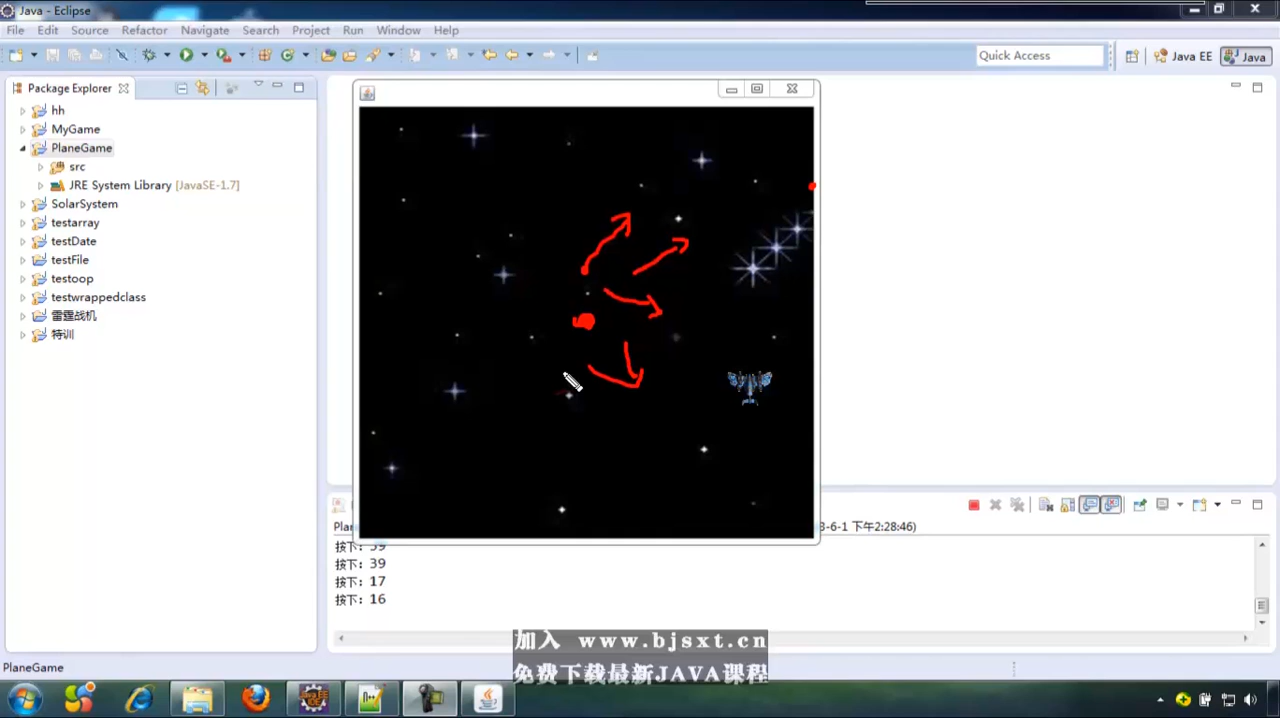 Java - Eclipse
File Edit Source Refactor Navigate Search Project Run Window Help
Quick Access
Java EE
Java
Package Explorer
hh
MyGame
PlaneGame
src
JRE System Library [JavaSE-1.7]
SolarSystem
testarray
testDate
testFile
testoop
testwrappedclass
雷霆战机
特训
3-6-1 下午2:28:46)
按下: 39
按下: 39
按下: 17
按下: 16
加入 www.bjsxt.cn
免费下载最新JAVA课程
PlaneGame